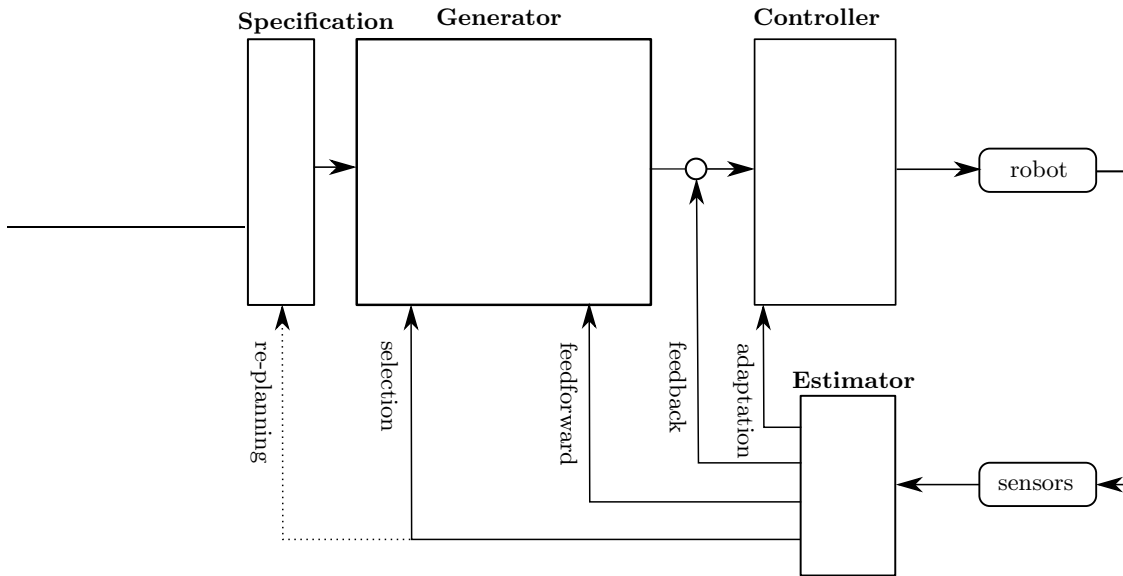 Specification
Generator
Controller
robot
re-planning
selection
feedforward
feedback
adaptation
Estimator
sensors